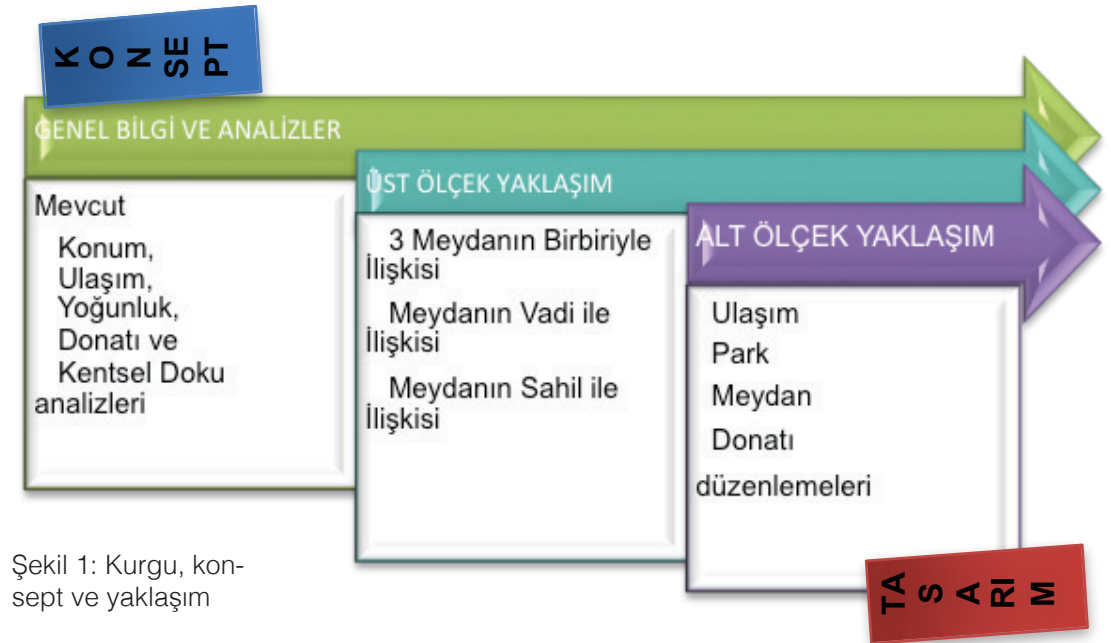 KONSEPT
GENEL BİLGİ VE ANALİZLER
Mevcut
Konum,
Ulaşım,
Yoğunluk,
Donatı ve
Kentsel Doku
analizleri
ÜST ÖLÇEK YAKLAŞIM
3 Meydanın Birbiriyle
İlişkisi
Meydanın Vadi ile
İlişkisi
Meydanın Sahil ile
İlişkisi
ALT ÖLÇEK YAKLAŞIM
Ulaşım
Park
Meydan
Donatı
düzenlemeleri
TASARIM
Şekil 1: Kurgu, kon-
sept ve yaklaşım